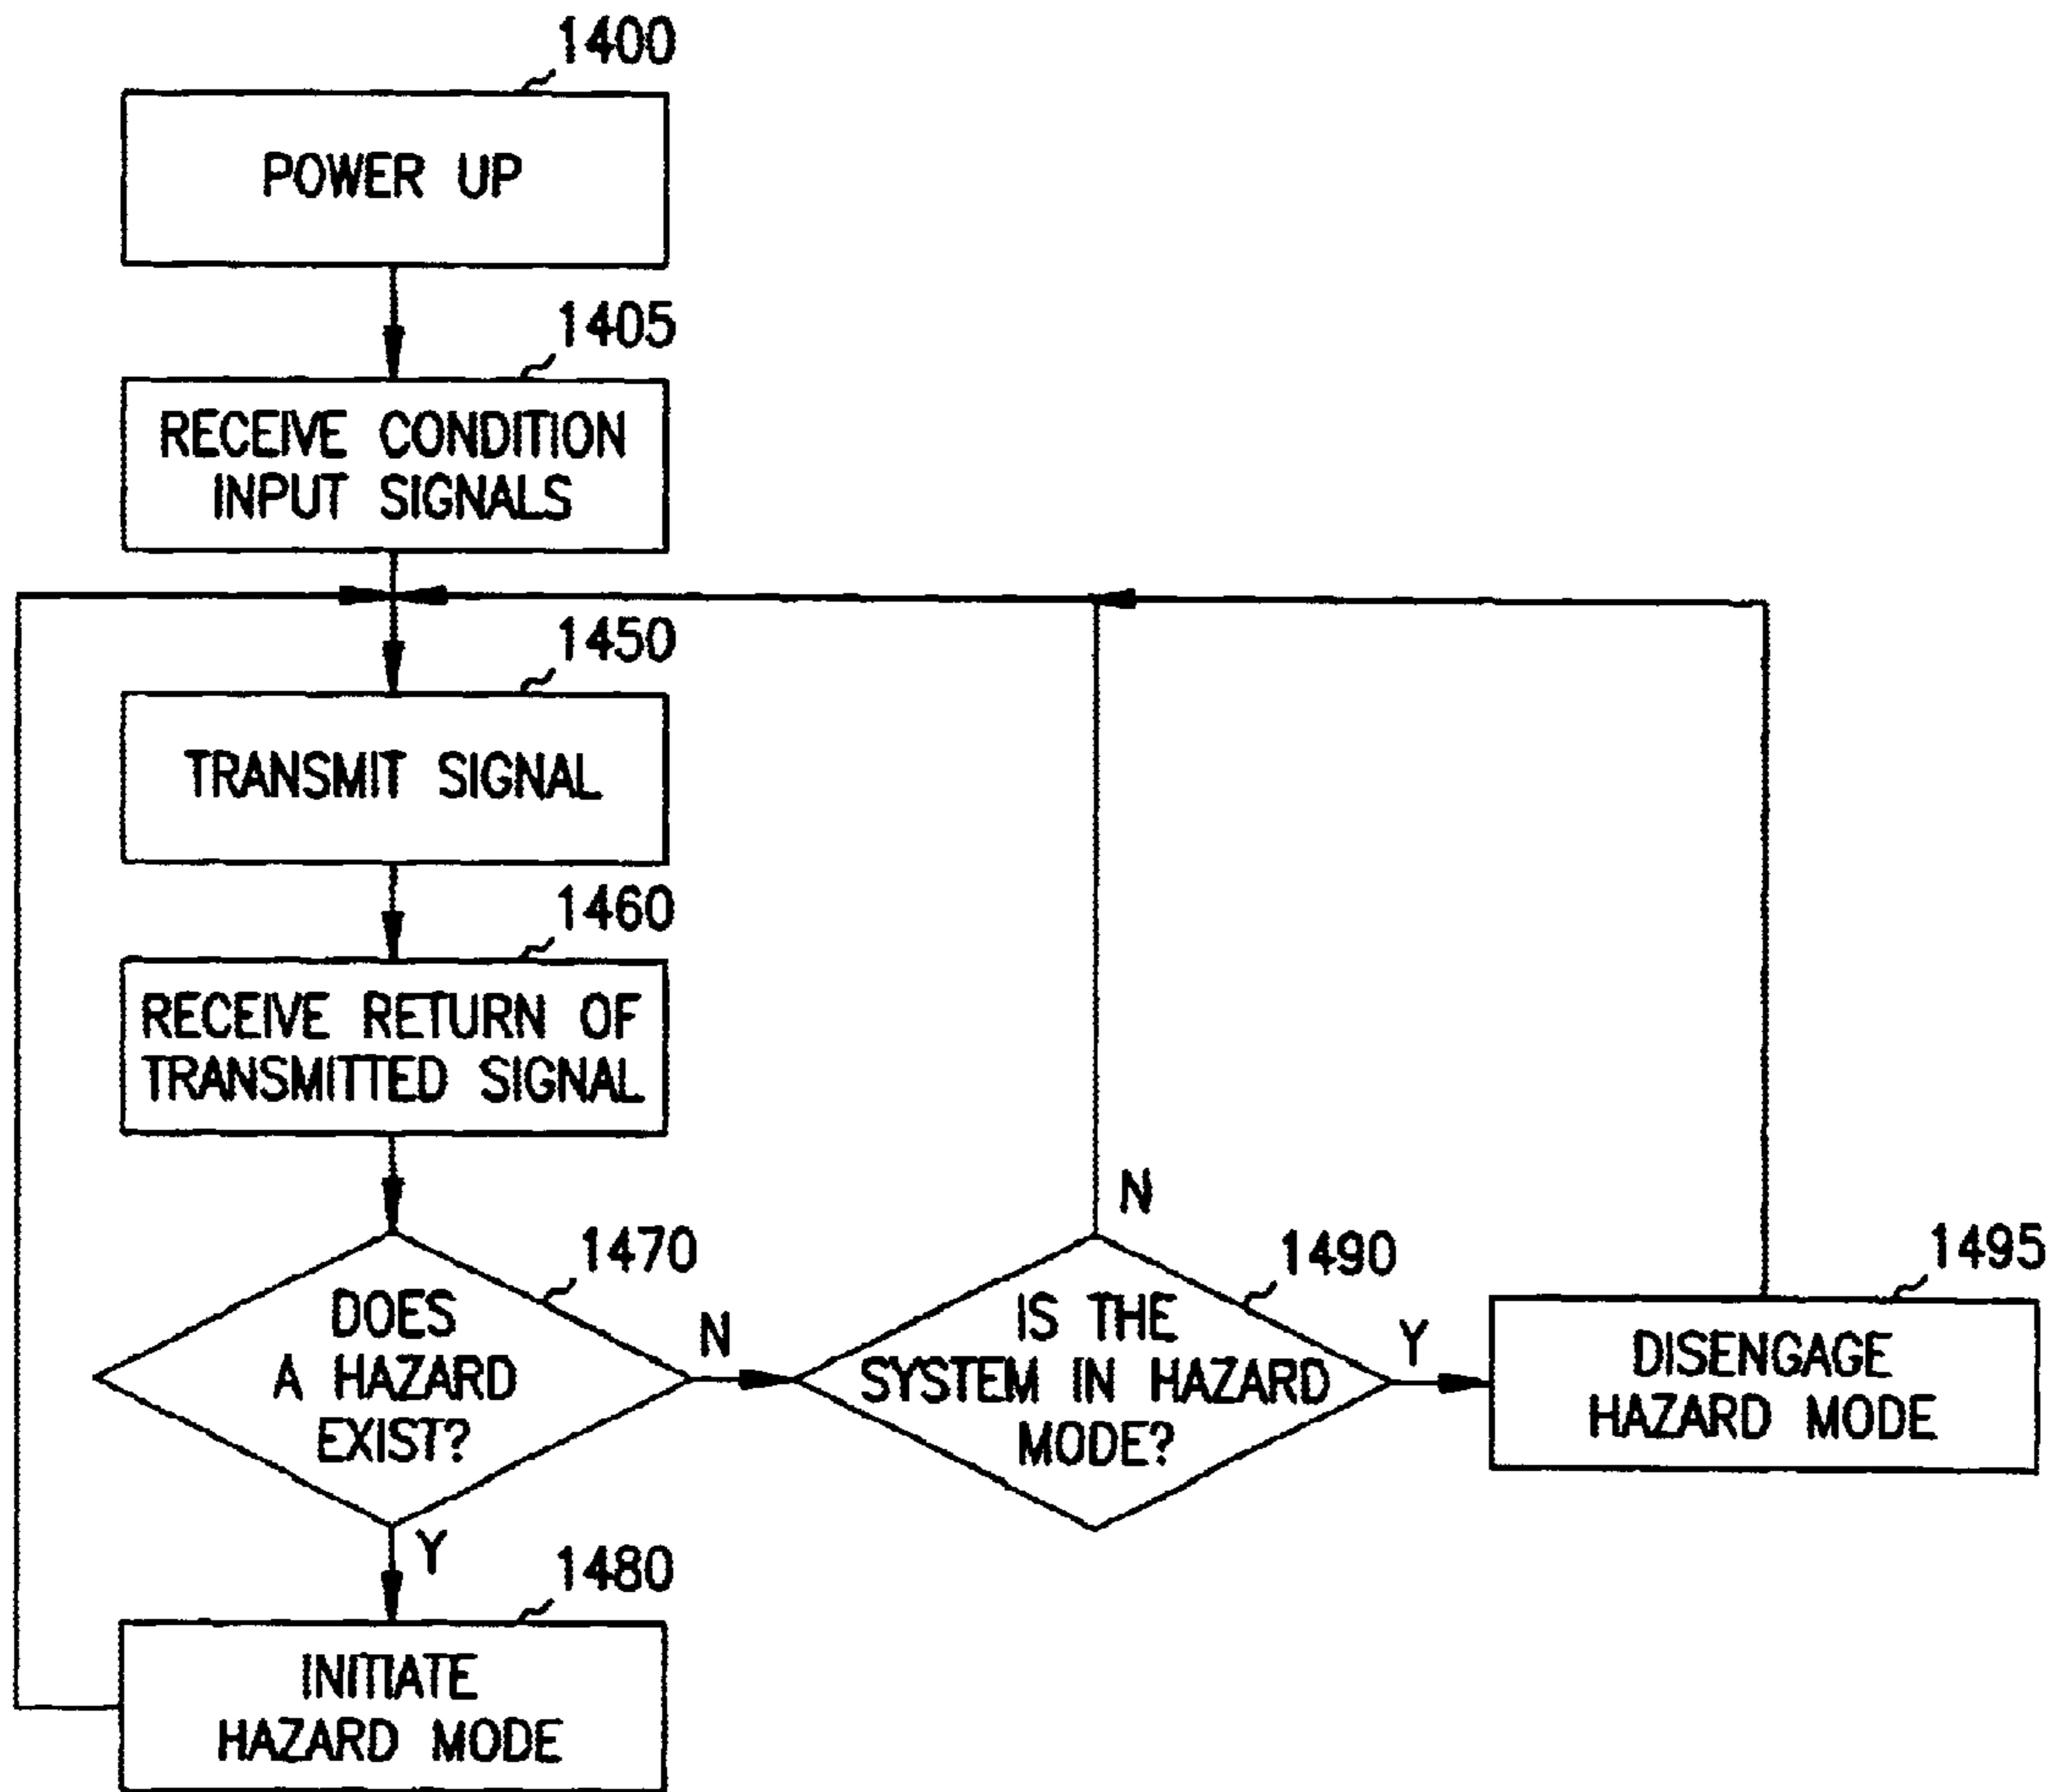 1400
POWER UP
1405
RECEIVE CONDITION
INPUT SIGNALS
1450
TRANSMIT SIGNAL
1460
RECEIVE RETURN OF
TRANSMITTED SIGNAL
1470
DOES
A HAZARD
EXIST?
N
Y
1480
INITIATE
HAZARD MODE
N
1490
IS THE
SYSTEM IN HAZARD
MODE?
Y
1495
DISENGAGE
HAZARD MODE